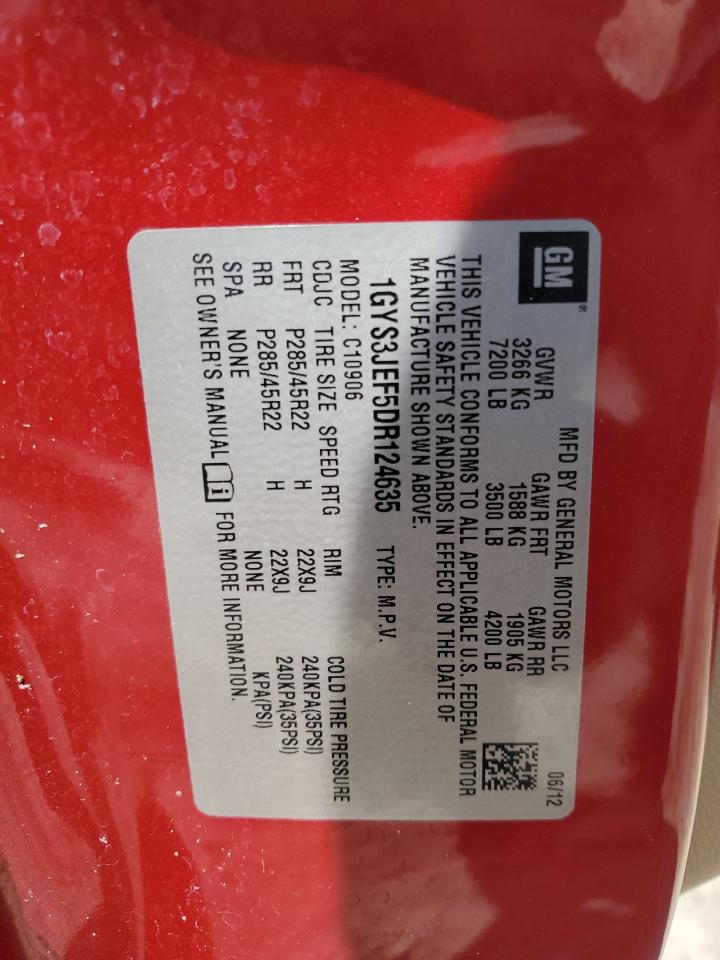 GM®
MFD BY GENERAL MOTORS LLC 06/12
GVWR GAWR FRT GAWR RR
3266 KG 1588 KG 1905 KG
7200 LB 3500 LB 4200 LB
THIS VEHICLE CONFORMS TO ALL APPLICABLE U.S. FEDERAL MOTOR
VEHICLE SAFETY STANDARDS IN EFFECT ON THE DATE OF
MANUFACTURE SHOWN ABOVE.
1GYS3JEF5DR124635 TYPE: M.P.V.
MODEL: C10906
CDJC TIRE SIZE SPEED RTG RIM COLD TIRE PRESSURE
FRT P285/45R22 H 22X9J 240KPA(35PSI)
RR P285/45R22 H 22X9J 240KPA(35PSI)
SPA NONE NONE KPA(PSI)
SEE OWNER'S MANUAL FOR MORE INFORMATION.